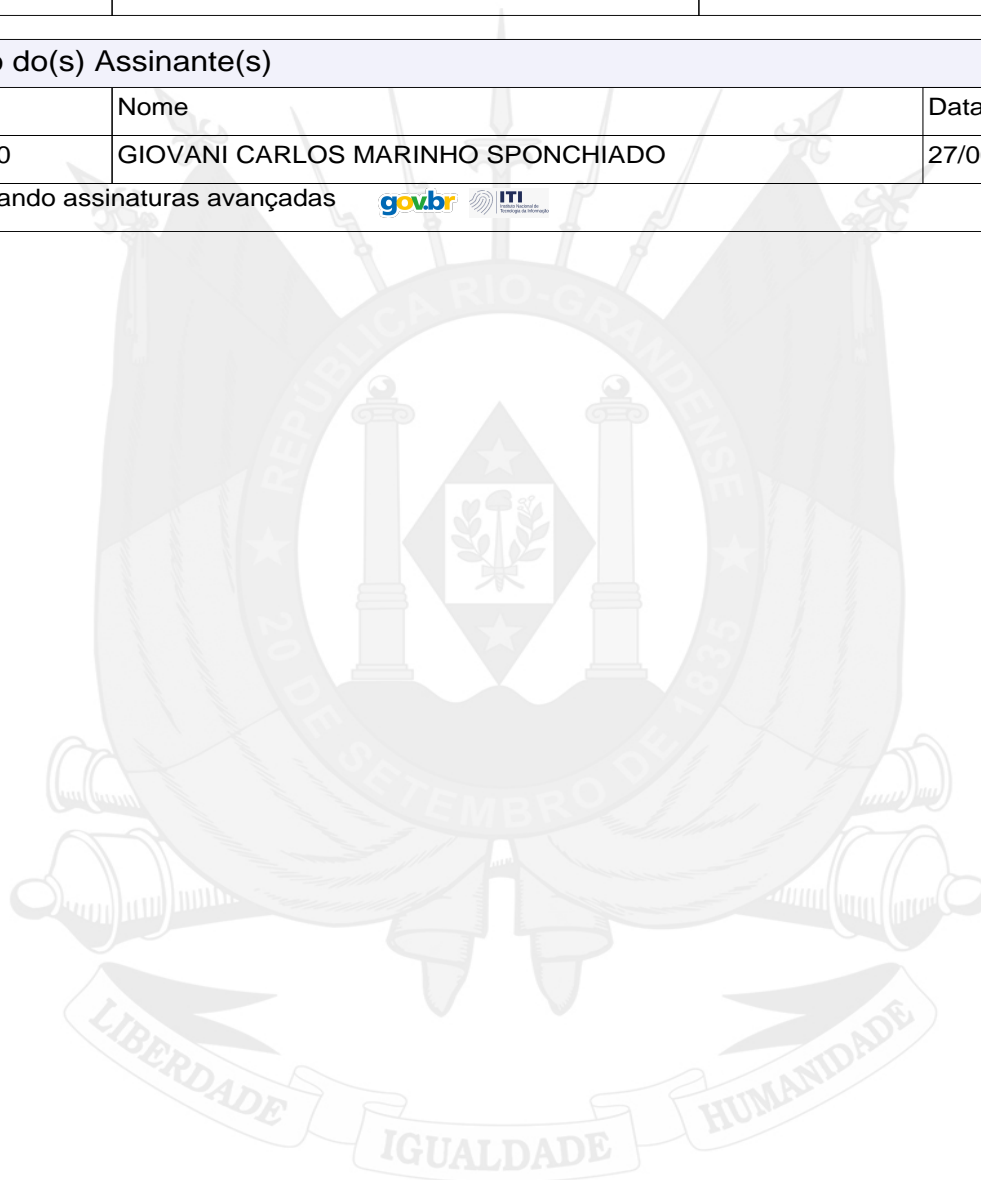 o do(s) Assinante(s)
Nome Data
0 GIOVANI CARLOS MARINHO SPONCHIADO 27/0
ando assinaturas avançadas gov.br ITI
REPÚBLICA RIO-GRANDENSE
20 DE SETEMBRO DE 1835
LIBERDADE IGUALDADE HUMANIDADE